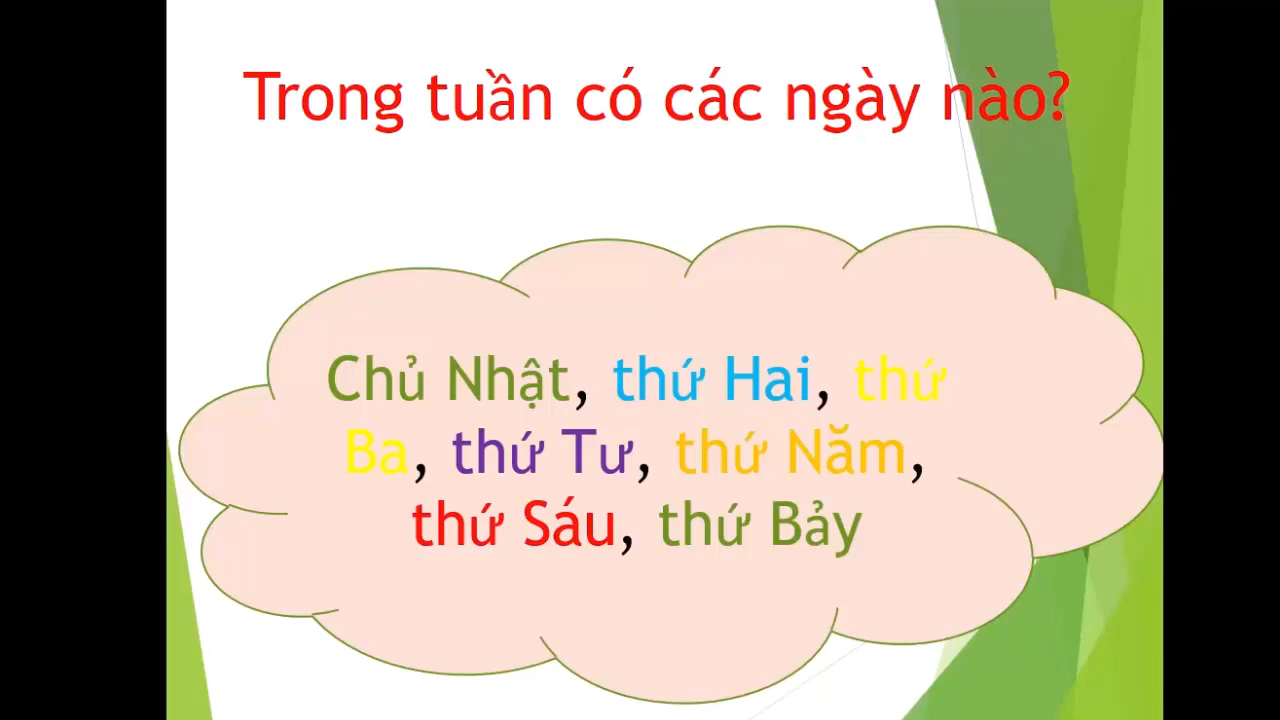 Trong tuần có các ngày nào?
Chủ Nhật, thứ Hai, thứ
Ba, thứ Tư, thứ Năm,
thứ Sáu, thứ Bảy